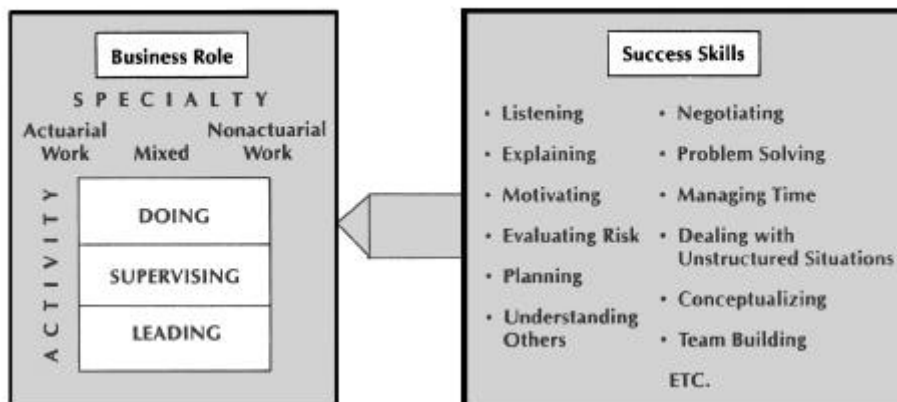 Business Role
SPECIALTY
Actuarial Work
Mixed
Nonactuarial Work
ACTIVITY
DOING
SUPERVISING
LEADING
Success Skills
• Listening
• Explaining
• Motivating
• Evaluating Risk
• Planning
• Understanding
Others
• Negotiating
• Problem Solving
• Managing Time
• Dealing with
Unstructured Situations
• Conceptualizing
• Team Building
ETC.